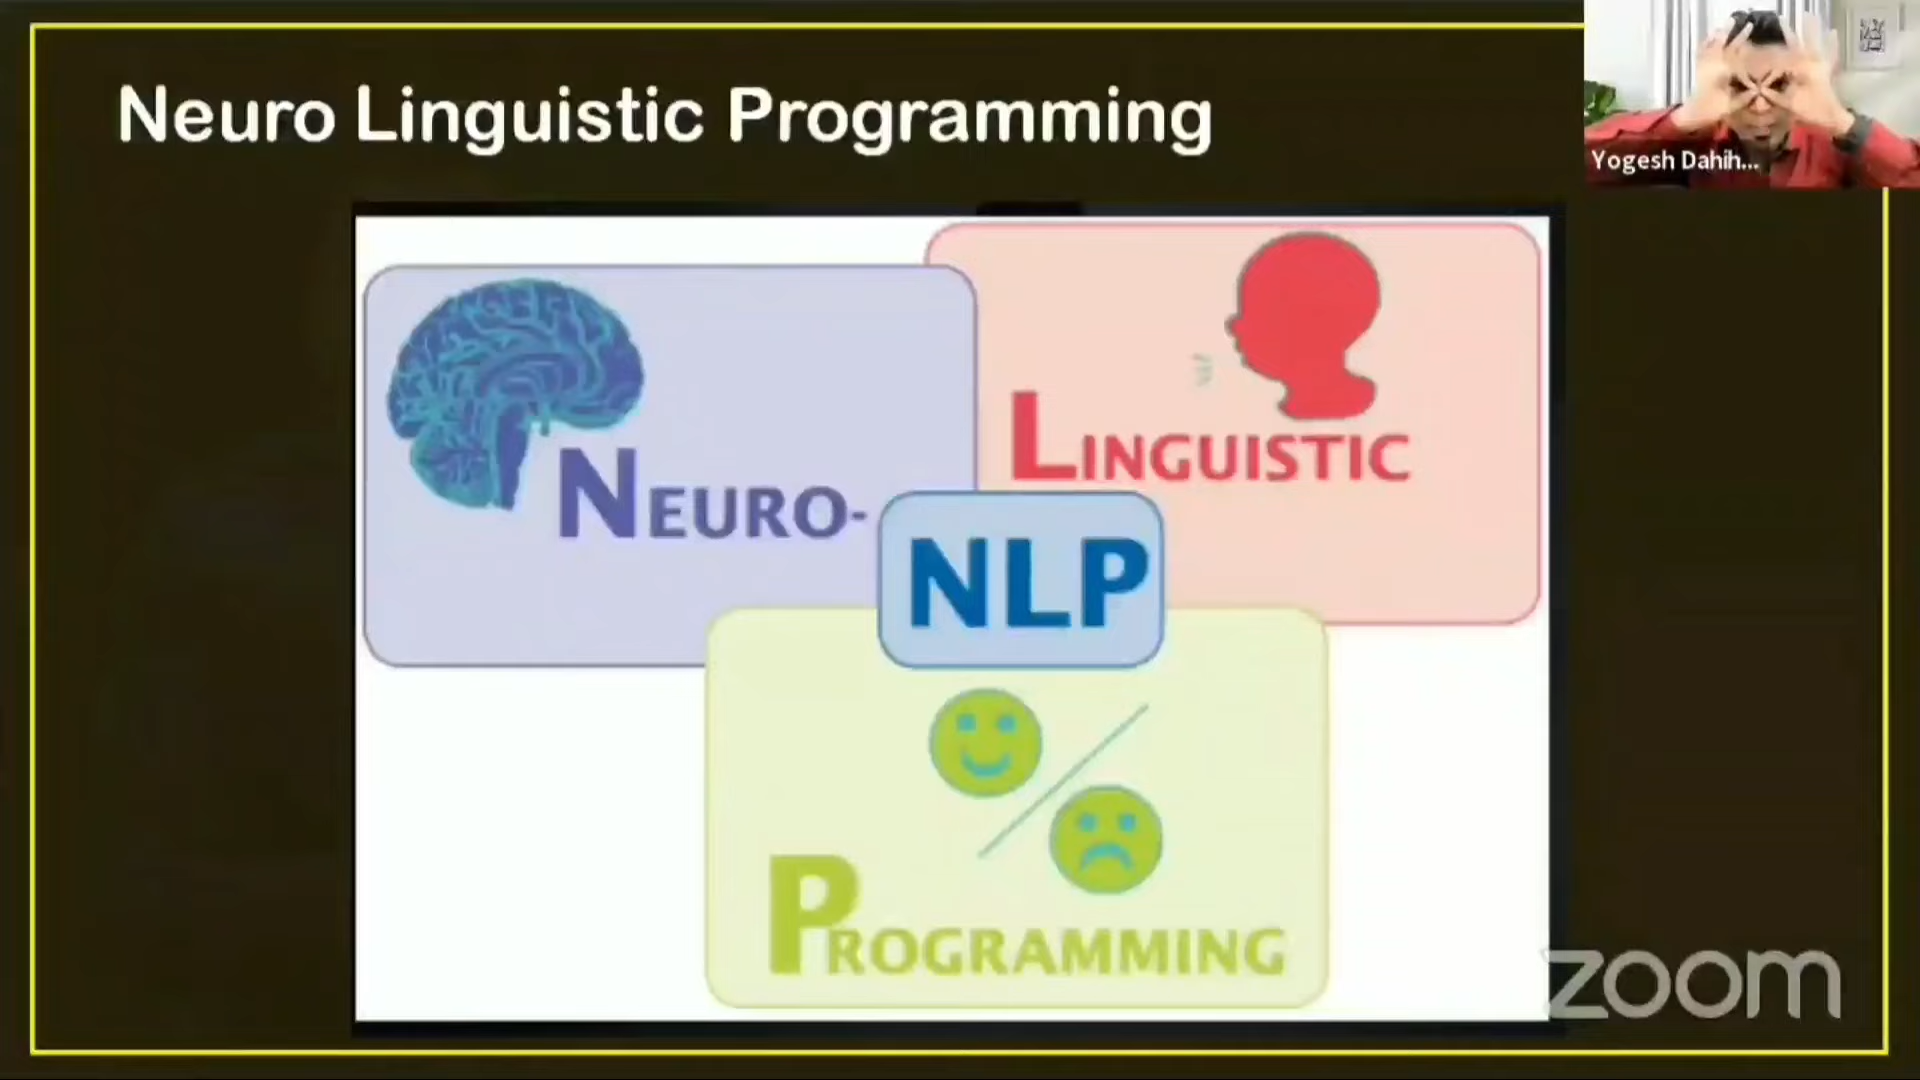 Neuro Linguistic Programming
Yogesh Dahih...
LINGUISTIC
NEURO-
NLP
PROGRAMMING
zoom